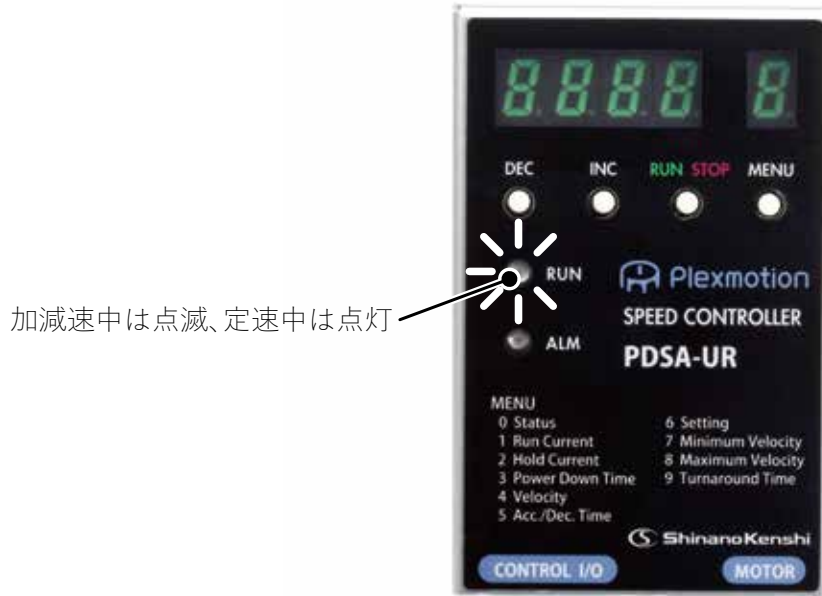 8888 8
DEC INC RUN STOP MENU
RUN
Plexmotion
加減速中は点滅、定速中は点灯
SPEED CONTROLLER
ALM
PDSA-UR
MENU
0 Status
1 Run Current
2 Hold Current
3 Power Down Time
4 Velocity
5 Acc./Dec. Time
6 Setting
7 Minimum Velocity
8 Maximum Velocity
9 Turnaround Time
ShinanoKenshi
CONTROL I/O MOTOR